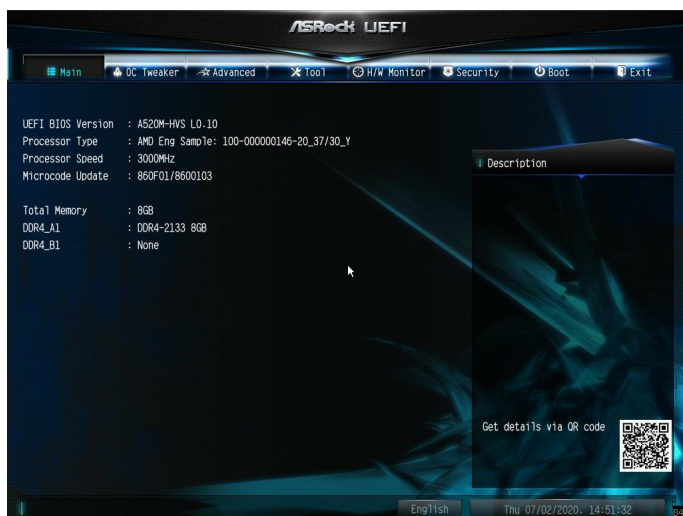 ASRock UEFI
Main OC Tweaker Advanced Tool H/W Monitor Security Boot Exit
UEFI BIOS Version : A520M-HVS L0.10
Processor Type : AMD Eng Sample: 100-000000146-20_37/30_Y
Processor Speed : 3000MHz
Microcode Update : 860F01/8600103
Total Memory : 8GB
DDR4_A1 : DDR4-2133 8GB
DDR4_B1 : None
Description
Get details via QR code
English Thu 07/02/2020. 14:51:32